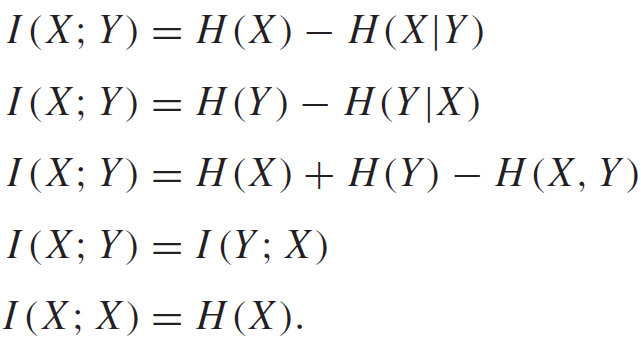 I(X; Y) = H(X) − H(X|Y)
I(X; Y) = H(Y) − H(Y|X)
I(X; Y) = H(X) + H(Y) − H(X, Y)
I(X; Y) = I(Y; X)
I(X; X) = H(X).